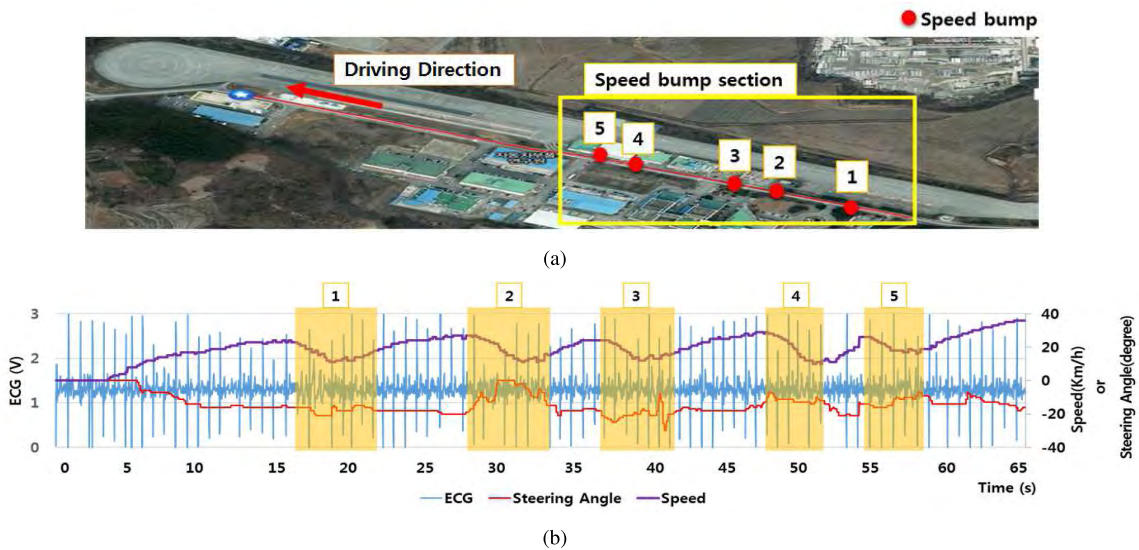 Speed bump
Driving Direction
Speed bump section
5
4
3
2
1
(a)
1
2
3
4
5
3
2
1
0
ECG (V)
40
20
0
-20
-40
Speed(Km/h)
or
Steering Angle(degree)
0 5 10 15 20 25 30 35 40 45 50 55 60 65
Time (s)
ECG Steering Angle Speed
(b)